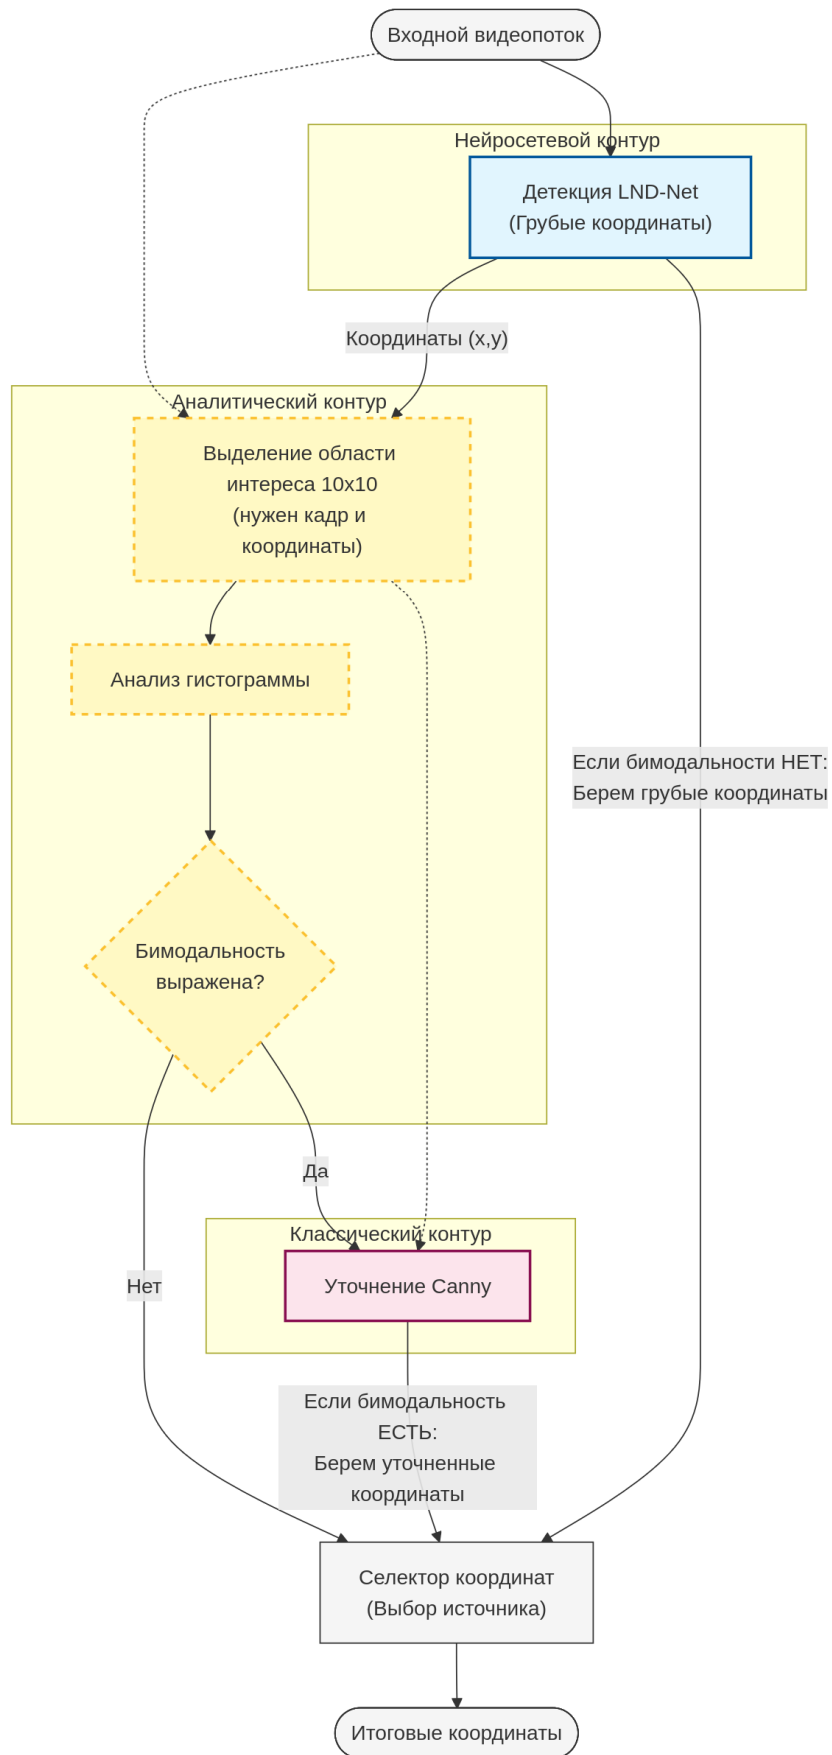 Входной видеопоток
Нейросетевой контур
Детекция LND-Net
(Грубые координаты)
Координаты (x,y)
Аналитический контур
Выделение области
интереса 10x10
(нужен кадр и
координаты)
Анализ гистограммы
Если бимодальности НЕТ:
Берем грубые координаты
Бимодальность
выражена?
Да
Классический контур
Уточнение Canny
Нет
Если бимодальность
ЕСТЬ:
Берем уточненные
координаты
Селектор координат
(Выбор источника)
Итоговые координаты